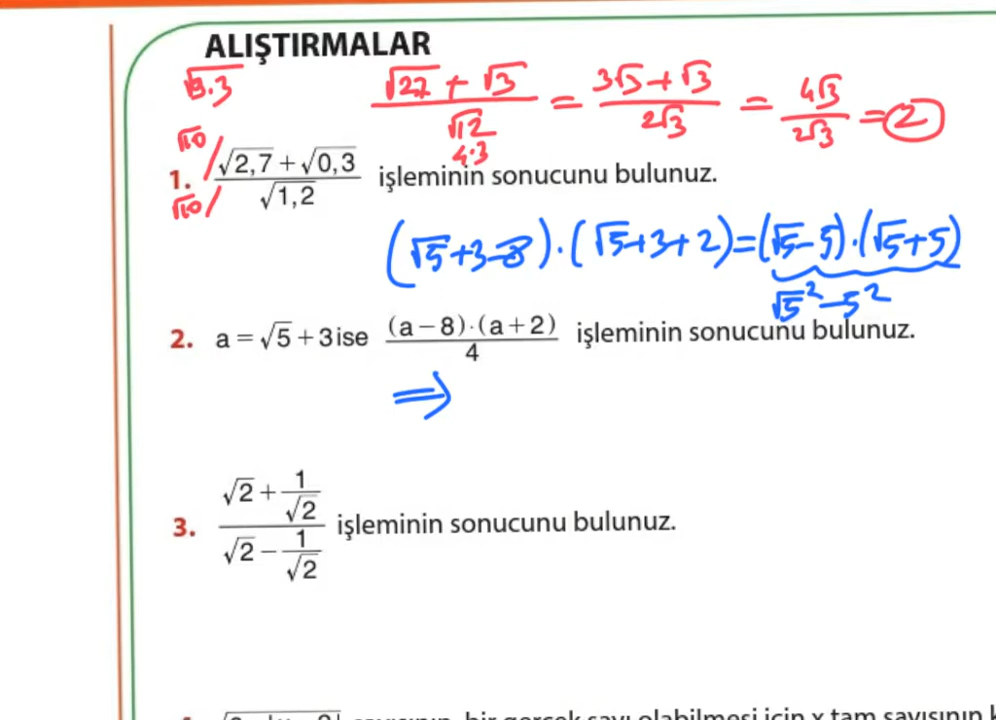 ALIŞTIRMALAR
√9.3
(√27 + √3)/√12 = (3√3 + √3)/(2√3) = 4√3/(2√3) = 2
4.3
√10/
1. (√2,7 + √0,3)/√1,2 işleminin sonucunu bulunuz.
√10/
(√5+3-8).(√5+3+2)=(√5-5).(√5+5)
√5² - 5²
2. a = √5 + 3 ise ((a − 8)·(a + 2))/4 işleminin sonucunu bulunuz.
⇒
3. (√2 + 1/√2)/(√2 − 1/√2) işleminin sonucunu bulunuz.